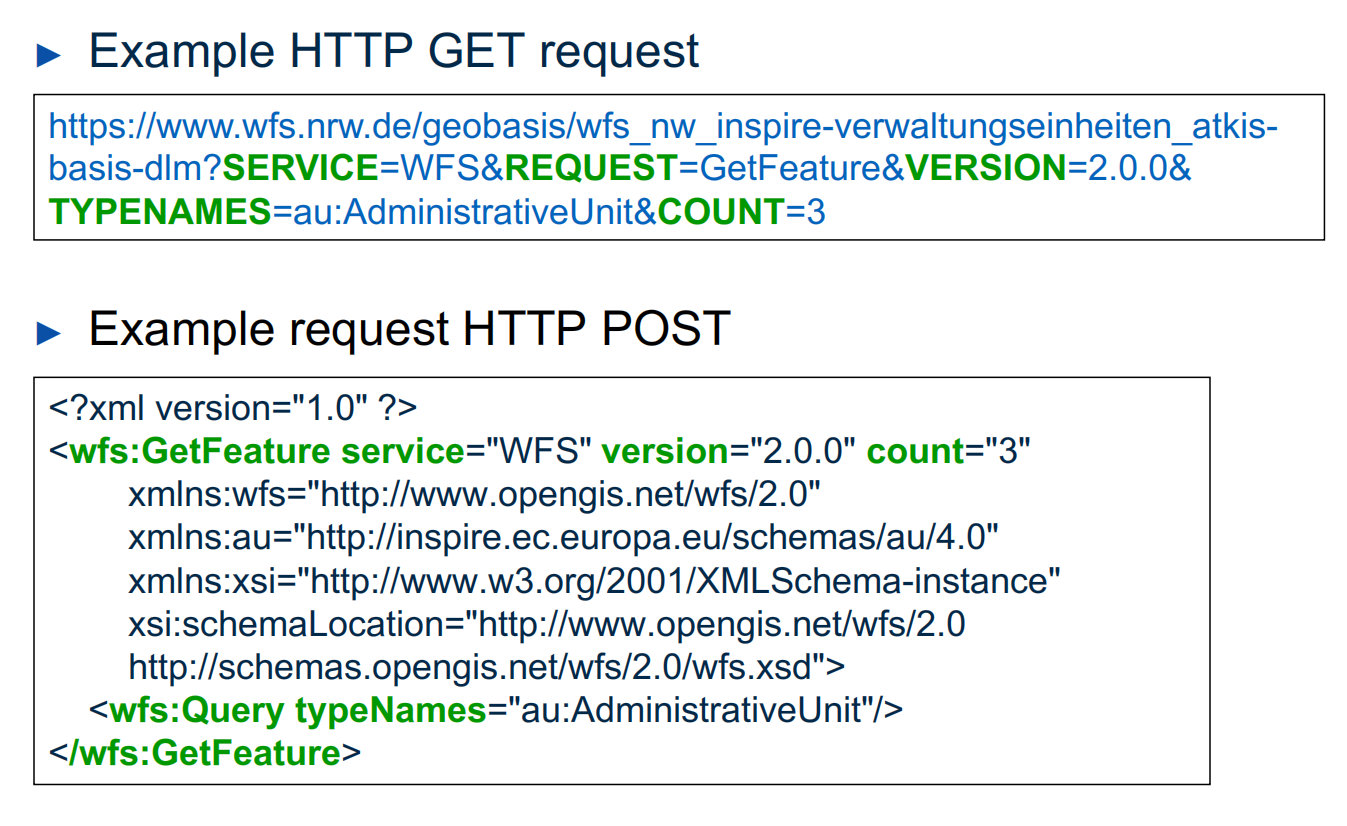 ► Example HTTP GET request
https://www.wfs.nrw.de/geobasis/wfs_nw_inspire-verwaltungseinheiten_atkis-
basis-dlm?SERVICE=WFS&REQUEST=GetFeature&VERSION=2.0.0&
TYPENAMES=au:AdministrativeUnit&COUNT=3
► Example request HTTP POST
<?xml version="1.0" ?>
<wfs:GetFeature service="WFS" version="2.0.0" count="3"
xmlns:wfs="http://www.opengis.net/wfs/2.0"
xmlns:au="http://inspire.ec.europa.eu/schemas/au/4.0"
xmlns:xsi="http://www.w3.org/2001/XMLSchema-instance"
xsi:schemaLocation="http://www.opengis.net/wfs/2.0
http://schemas.opengis.net/wfs/2.0/wfs.xsd">
<wfs:Query typeNames="au:AdministrativeUnit"/>
</wfs:GetFeature>